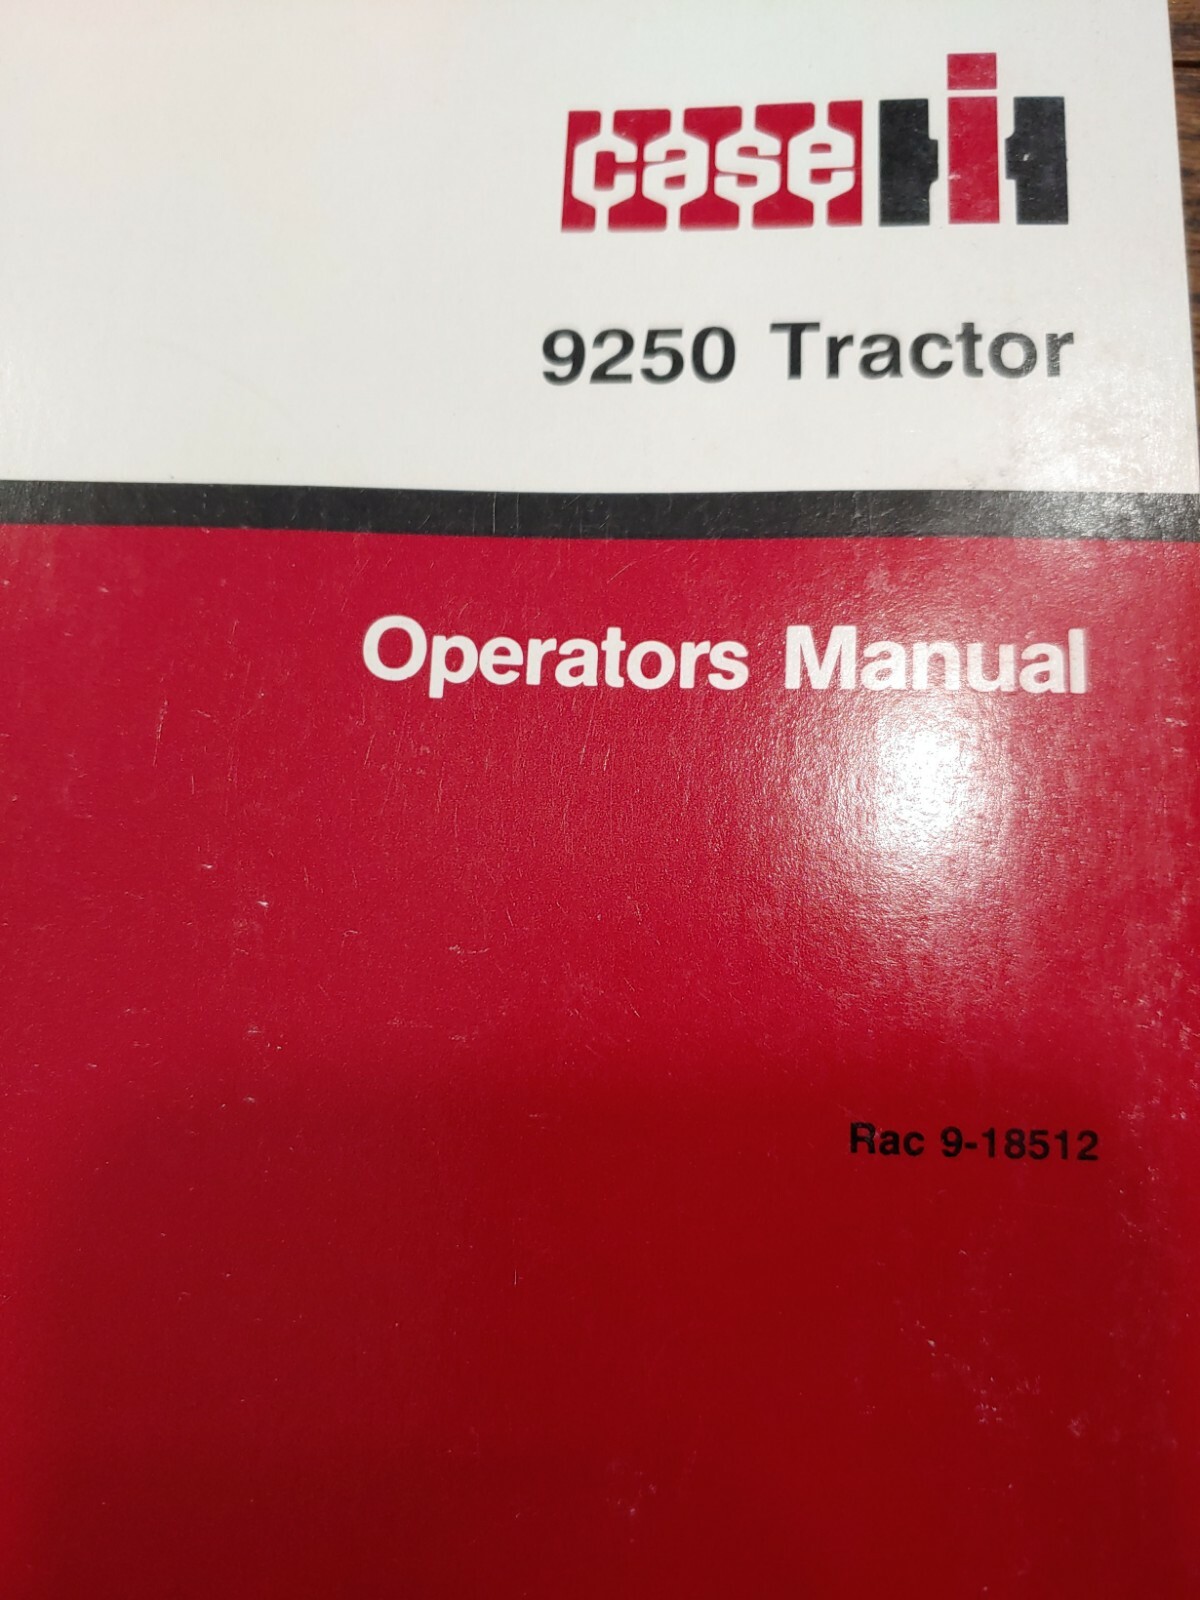 case IH
9250 Tractor
Operators Manual
Rac 9-18512